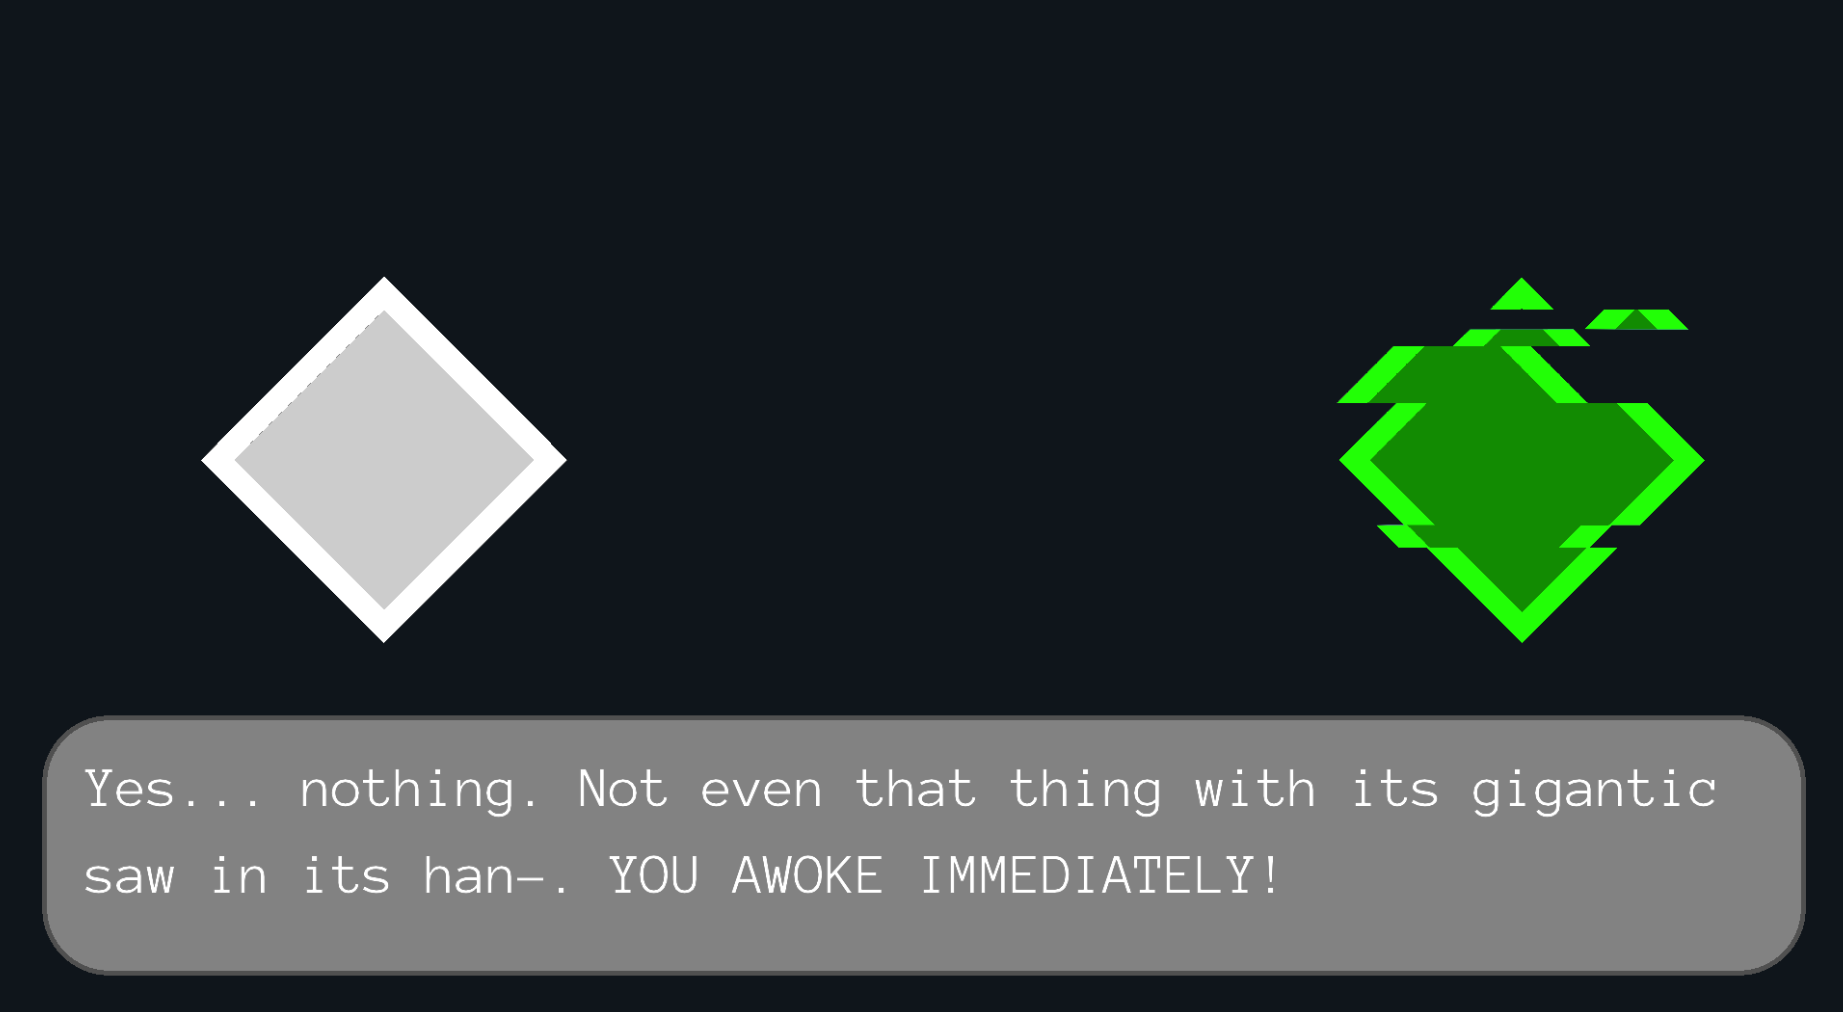 Yes... nothing. Not even that thing with its gigantic
saw in its han—. YOU AWOKE IMMEDIATELY!